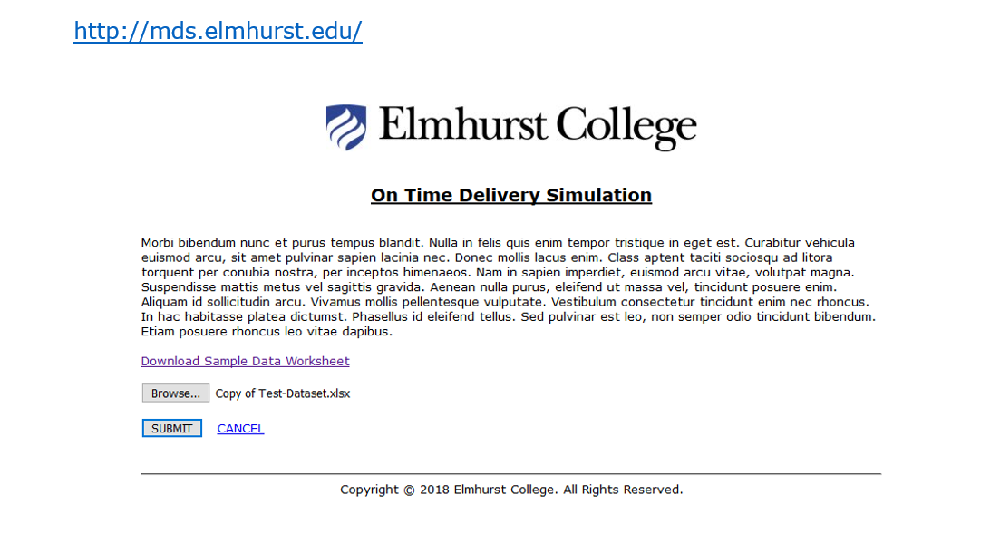 http://mds.elmhurst.edu/
Elmhurst College
On Time Delivery Simulation
Morbi bibendum nunc et purus tempus blandit. Nulla in felis quis enim tempor tristique in eget est. Curabitur vehicula
euismod arcu, sit amet pulvinar sapien lacinia nec. Donec mollis lacus enim. Class aptent taciti sociosqu ad litora
torquent per conubia nostra, per inceptos himenaeos. Nam in sapien imperdiet, euismod arcu vitae, volutpat magna.
Suspendisse mattis metus vel sagittis gravida. Aenean nulla purus, eleifend ut massa vel, tincidunt posuere enim.
Aliquam id sollicitudin arcu. Vivamus mollis pellentesque vulputate. Vestibulum consectetur tincidunt enim nec rhoncus.
In hac habitasse platea dictumst. Phasellus id eleifend tellus. Sed pulvinar est leo, non semper odio tincidunt bibendum.
Etiam posuere rhoncus leo vitae dapibus.
Download Sample Data Worksheet
Browse... Copy of Test-Dataset.xlsx
SUBMIT CANCEL
Copyright © 2018 Elmhurst College. All Rights Reserved.